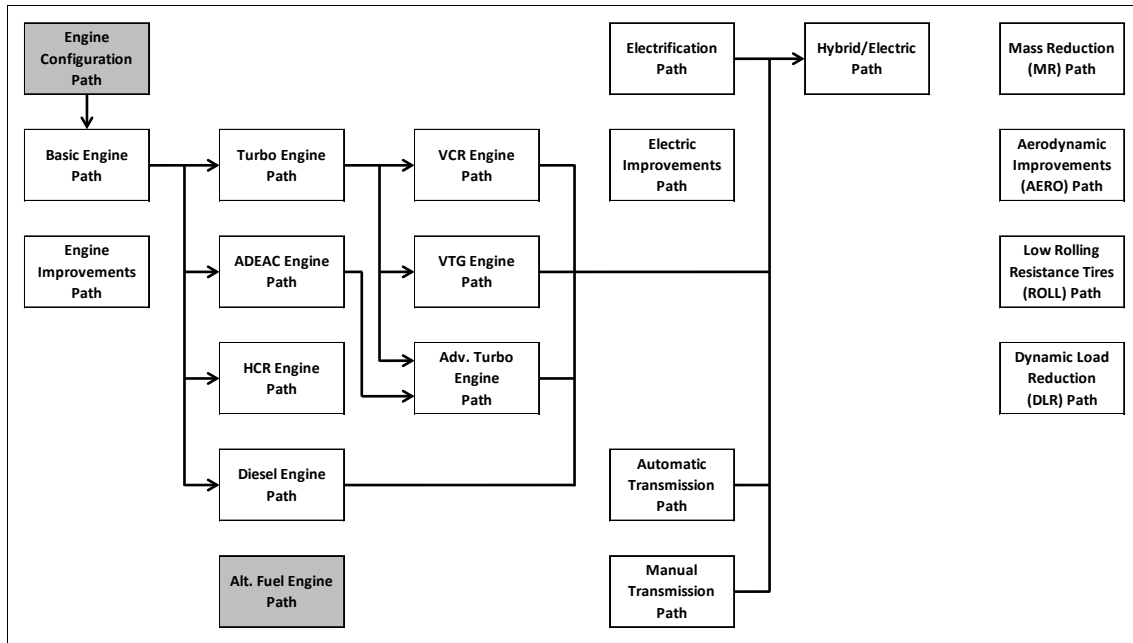 Engine
Configuration
Path
Electrification
Path
Hybrid/Electric
Path
Mass Reduction
(MR) Path
Basic Engine
Path
Turbo Engine
Path
VCR Engine
Path
Electric
Improvements
Path
Aerodynamic
Improvements
(AERO) Path
Engine
Improvements
Path
ADEAC Engine
Path
VTG Engine
Path
Low Rolling
Resistance Tires
(ROLL) Path
HCR Engine
Path
Adv. Turbo
Engine
Path
Dynamic Load
Reduction
(DLR) Path
Diesel Engine
Path
Automatic
Transmission
Path
Alt. Fuel Engine
Path
Manual
Transmission
Path